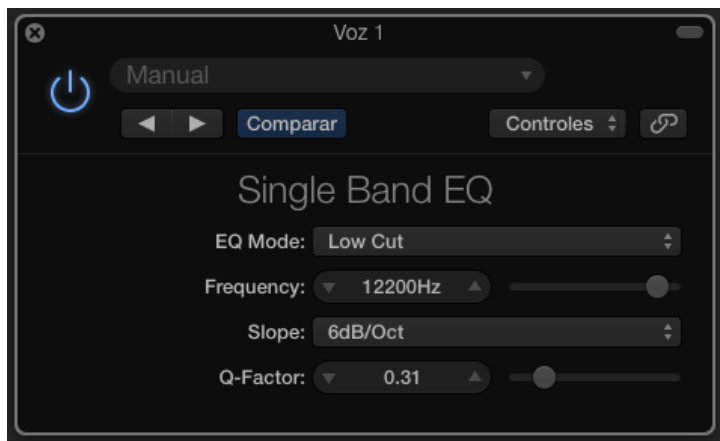 Voz 1
Manual
Comparar Controles
Single Band EQ
EQ Mode: Low Cut
Frequency: 12200Hz
Slope: 6dB/Oct
Q-Factor: 0.31